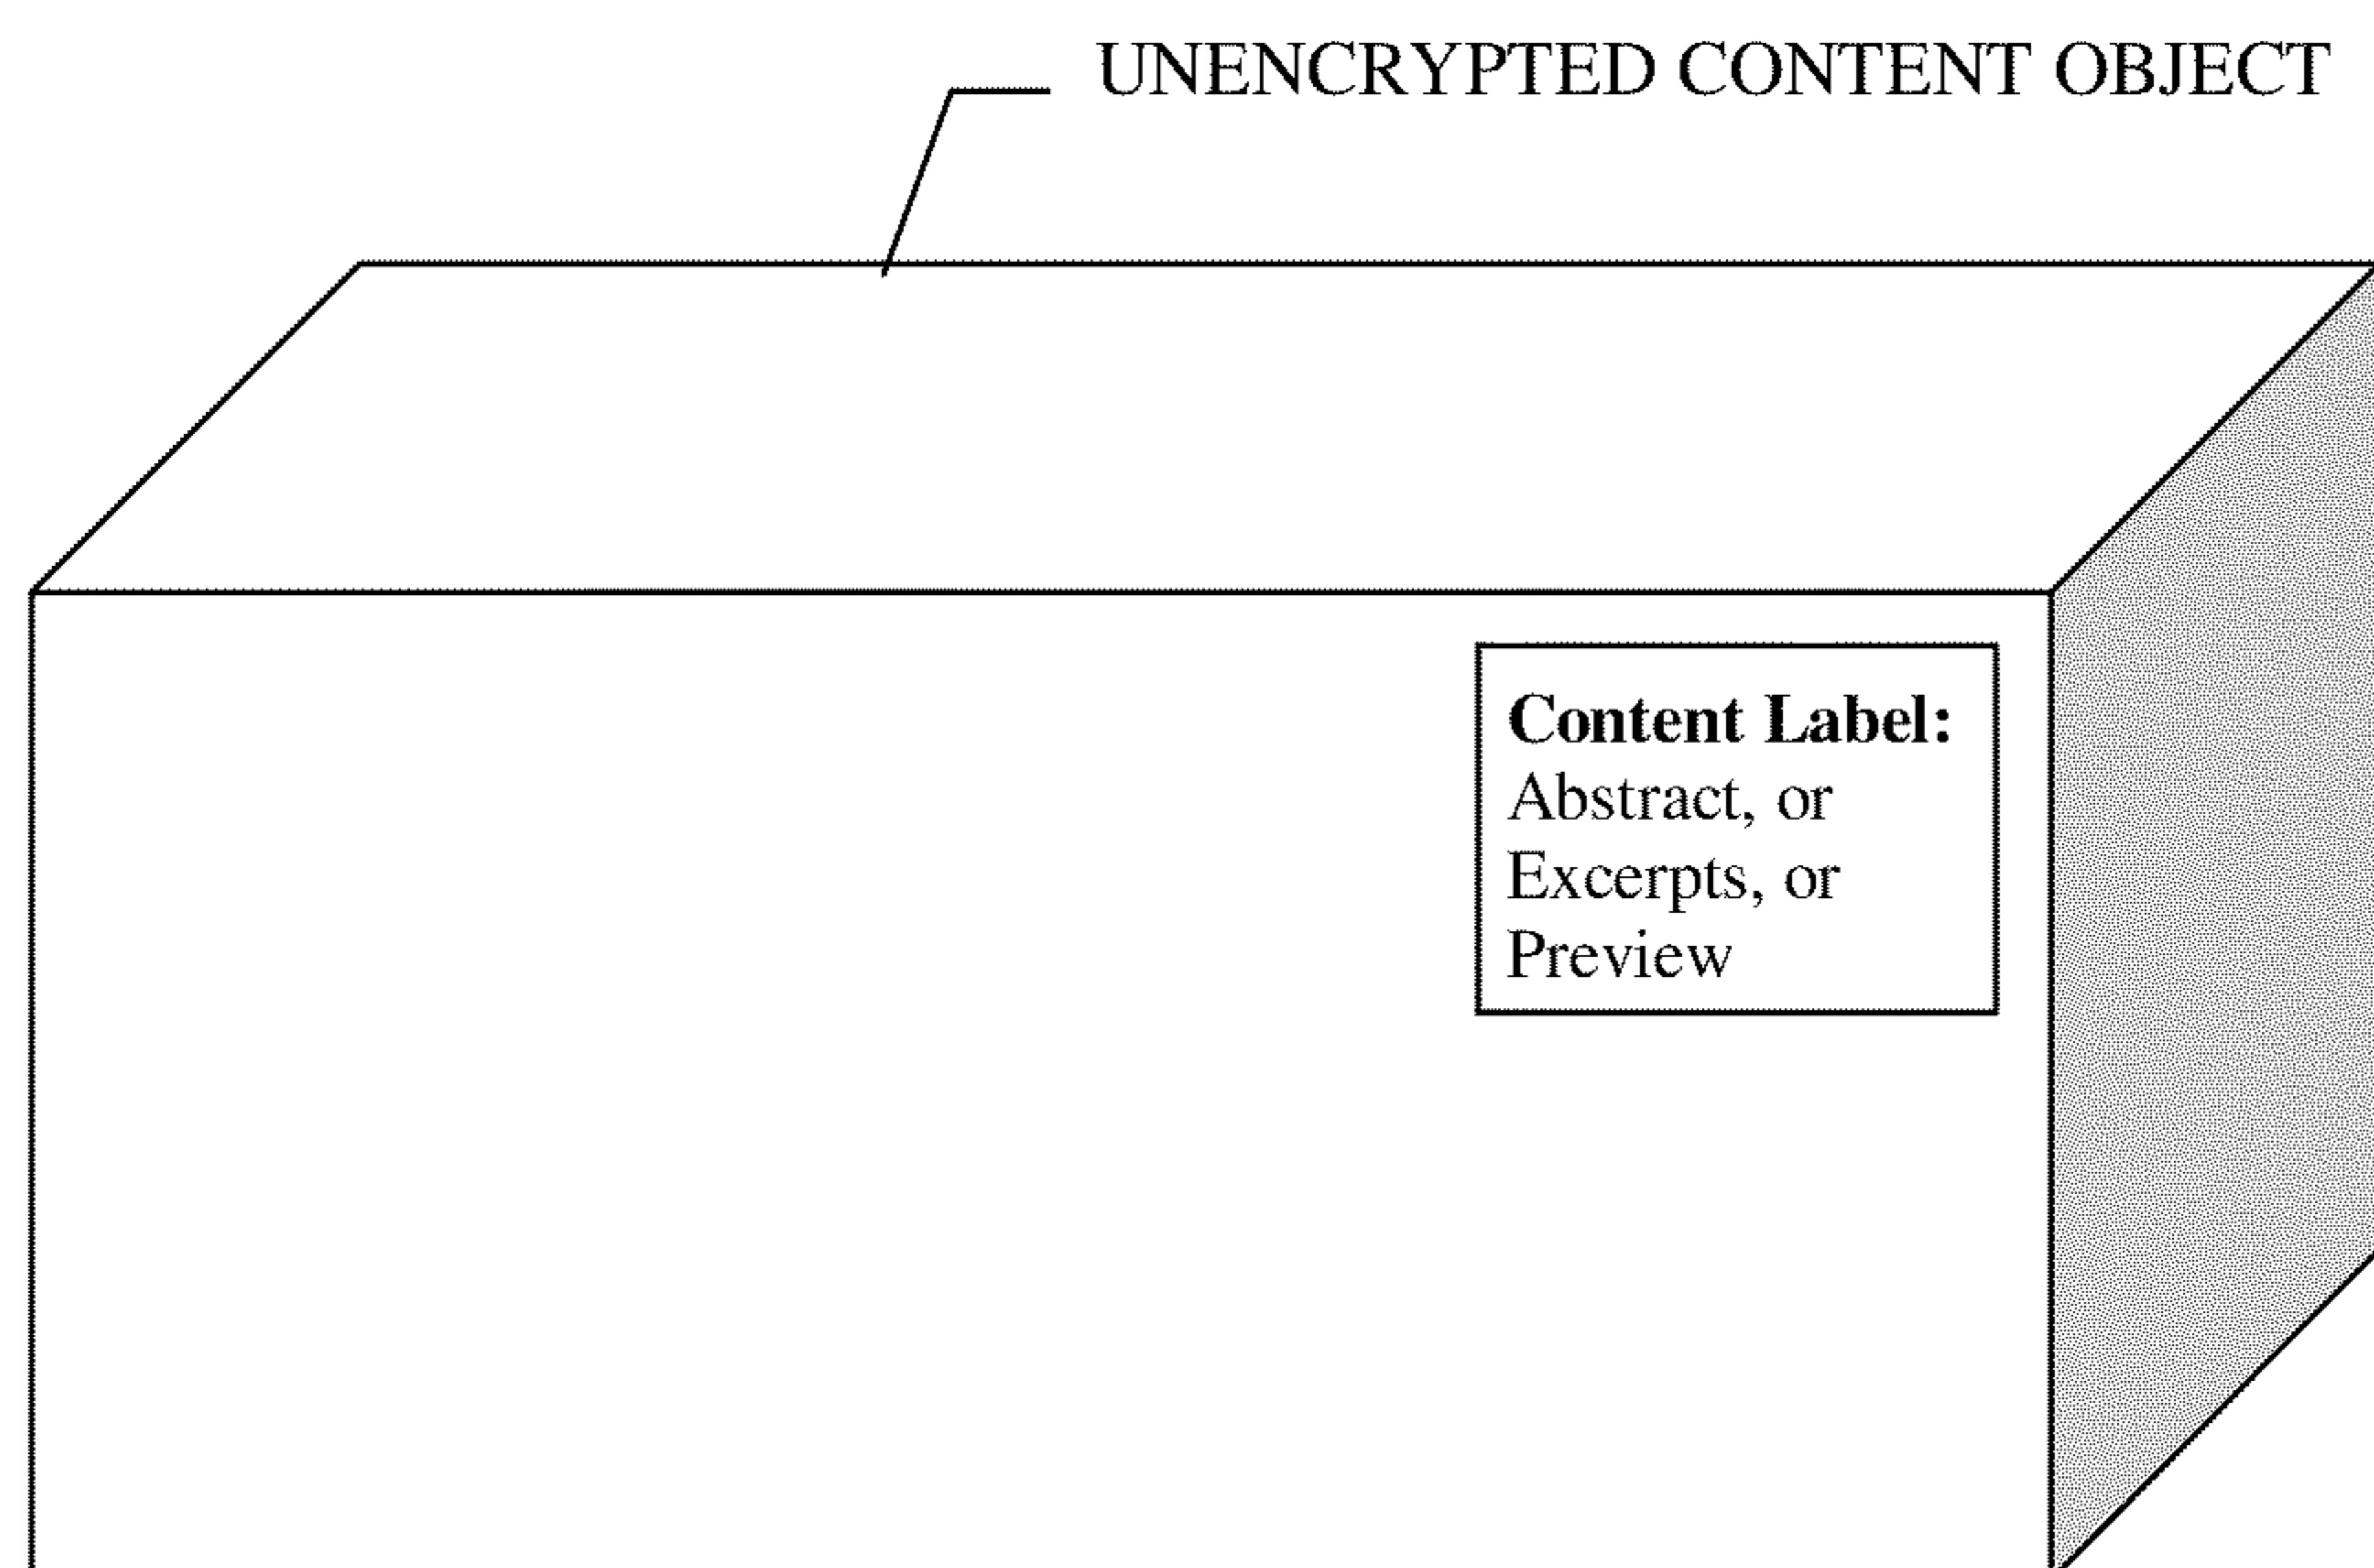 UNENCRYPTED CONTENT OBJECT
Content Label:
Abstract, or
Excerpts, or
Preview